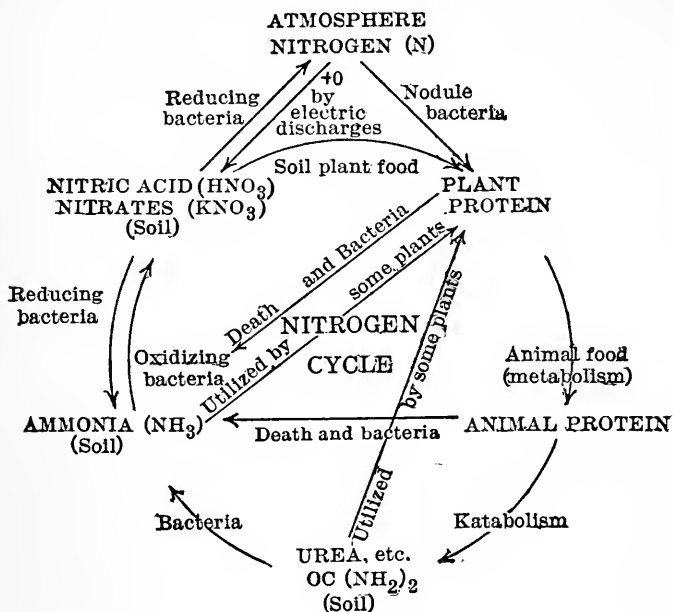 ATMOSPHERE
NITROGEN (N)
Reducing
bacteria
+O
by
electric
discharges
Nodule
bacteria
Soil plant food
NITRIC ACID (HNO₃)
NITRATES (KNO₃)
(Soil)
PLANT
PROTEIN
Death and Bacteria
Utilized by some plants
Utilized by some plants
Reducing
bacteria
Oxidizing
bacteria
NITROGEN
CYCLE
Animal food
(metabolism)
AMMONIA (NH₃)
(Soil)
Death and bacteria
ANIMAL PROTEIN
Bacteria
Katabolism
UREA, etc.
OC (NH₂)₂
(Soil)